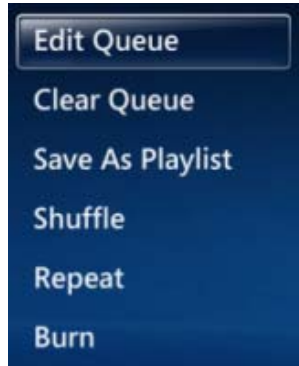 Edit Queue
Clear Queue
Save As Playlist
Shuffle
Repeat
Burn